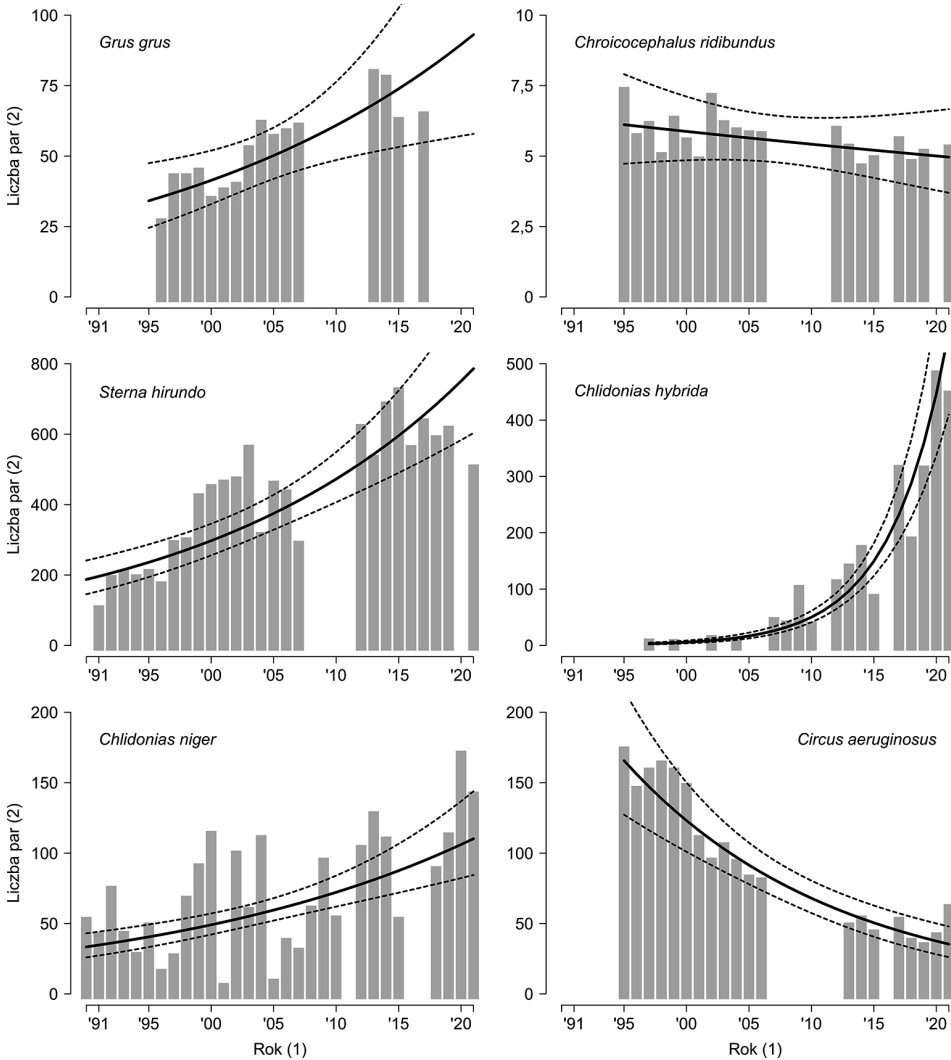 Grus grus
Liczba par (2)
100
75
50
25
0
'91 '95 '00 '05 '10 '15 '20
Chroicocephalus ridibundus
10
7,5
5
2,5
0
'91 '95 '00 '05 '10 '15 '20
Sterna hirundo
Liczba par (2)
800
600
400
200
0
'91 '95 '00 '05 '10 '15 '20
Chlidonias hybrida
500
400
300
200
100
0
'91 '95 '00 '05 '10 '15 '20
Chlidonias niger
Liczba par (2)
200
150
100
50
0
'91 '95 '00 '05 '10 '15 '20
Rok (1)
Circus aeruginosus
200
150
100
50
0
'91 '95 '00 '05 '10 '15 '20
Rok (1)